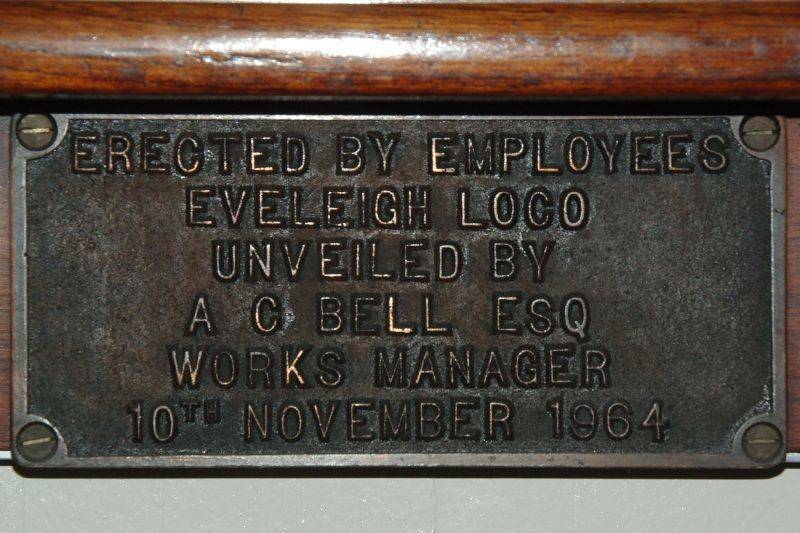 ERECTED BY EMPLOYEES
EVELEIGH LOCO
UNVEILED BY
A C BELL ESQ
WORKS MANAGER
10TH NOVEMBER 1964